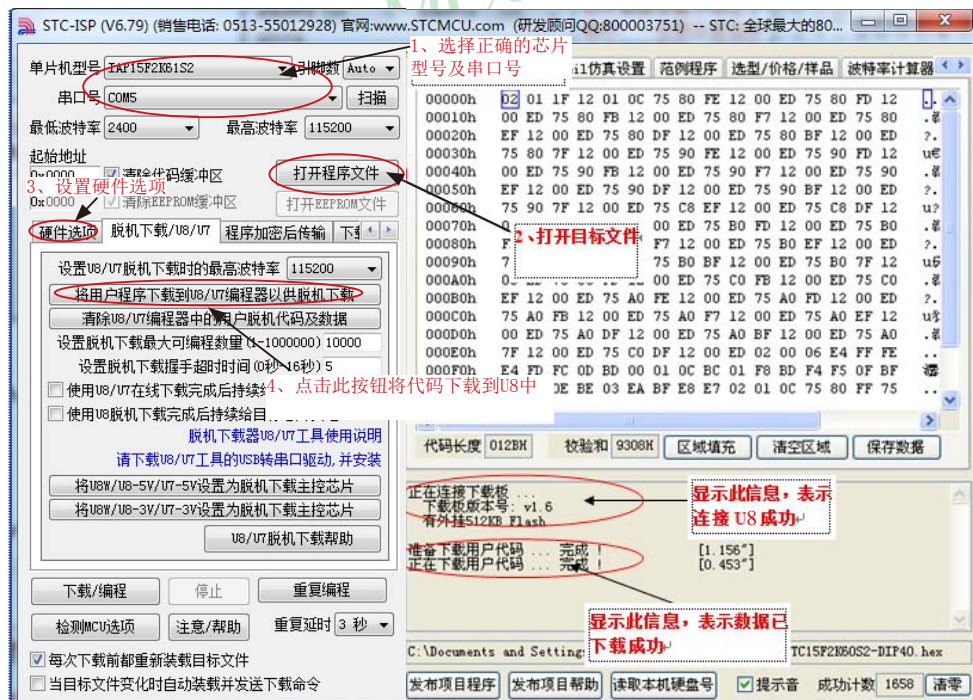 STC-ISP (V6.79) (销售电话: 0513-55012928) 官网:www.STCMCU.com (研发顾问QQ:800003751) -- STC: 全球最大的80...
1、选择正确的芯片
型号及串口号
单片机型号 IAP15F2K61S2 引脚数 Auto
串口号 COM5 扫描
最低波特率 2400 最高波特率 115200
起始地址
0x0000 清除代码缓冲区 打开程序文件
3、设置硬件选项
0x0000 清除EEPROM缓冲区 打开EEPROM文件
硬件选项 脱机下载/U8/U7 程序加密后传输
设置U8/U7脱机下载时的最高波特率 115200
将用户程序下载到U8/U7编程器以供脱机下载
清除U8/U7编程器中的用户脱机代码及数据
设置脱机下载最大可编程数量(1-1000000) 10000
设置脱机下载握手超时时间(0秒~16秒) 5
4、点击此按钮将代码下载到U8中
使用U8/U7在线下载完成后持续
使用U8脱机下载完成后持续给目
脱机下载器U8/U7工具使用说明
请下载U8/U7工具的USB转串口驱动,并安装
将U8W/U8-5V/U7-5V设置为脱机下载主控芯片
将U8W/U8-3V/U7-3V设置为脱机下载主控芯片
U8/U7脱机下载帮助
下载/编程 停止 重复编程
检测MCU选项 注意/帮助 重复延时 3 秒
每次下载前都重新装载目标文件
当目标文件变化时自动装载并发送下载命令
仿真设置 范例程序 选型/价格/样品 波特率计算器
00000h 02 01 1F 12 01 0C 75 80 FE 12 00 ED 75 80 FD 12
00010h 00 ED 75 80 FB 12 00 ED 75 80 F7 12 00 ED 75 80
00020h EF 12 00 ED 75 80 DF 12 00 ED 75 80 BF 12 00 ED
00030h 75 80 7F 12 00 ED 75 90 FE 12 00 ED 75 90 FD 12
00040h 00 ED 75 90 FB 12 00 ED 75 90 F7 12 00 ED 75 90
00050h EF 12 00 ED 75 90 DF 12 00 ED 75 90 BF 12 00 ED
00060h 75 90 7F 12 00 ED 75 C8 EF 12 00 ED 75 C8 DF 12
00070h 00 ED 75 B0 FD 12 00 ED 75 B0
2、打开目标文件
00080h F7 12 00 ED 75 B0 EF 12 00 ED
00090h 75 B0 BF 12 00 ED 75 B0 7F 12
000A0h 00 ED 75 C0 FB 12 00 ED 75 C0
000B0h EF 12 00 ED 75 A0 FE 12 00 ED 75 A0 FD 12 00 ED
000C0h 75 A0 FB 12 00 ED 75 A0 F7 12 00 ED 75 A0 EF 12
000D0h 00 ED 75 A0 DF 12 00 ED 75 A0 BF 12 00 ED 75 A0
000E0h 7F 12 00 ED 75 C0 DF 12 00 ED 02 00 06 E4 FF FE
000F0h E4 FD FC 0D BD 00 01 0C BC 01 F8 BD F4 F5 0F BF
0E BE 03 EA BF E8 E7 02 01 0C 75 80 FF 75
代码长度 012BH 校验和 9308H 区域填充 清空区域 保存数据
正在连接下载板 ...
下载板版本号: v1.6
有外挂512KB Flash
显示此信息，表示
连接 U8 成功
准备下载用户代码 ... 完成 ! [1.156"]
正在下载用户代码 ... 完成 ! [0.453"]
显示此信息，表示数据已
下载成功
C:\Documents and Setting
TC15F2K60S2-DIP40.hex
发布项目程序 发布项目帮助 读取本机硬盘号 提示音 成功计数 1658 清零